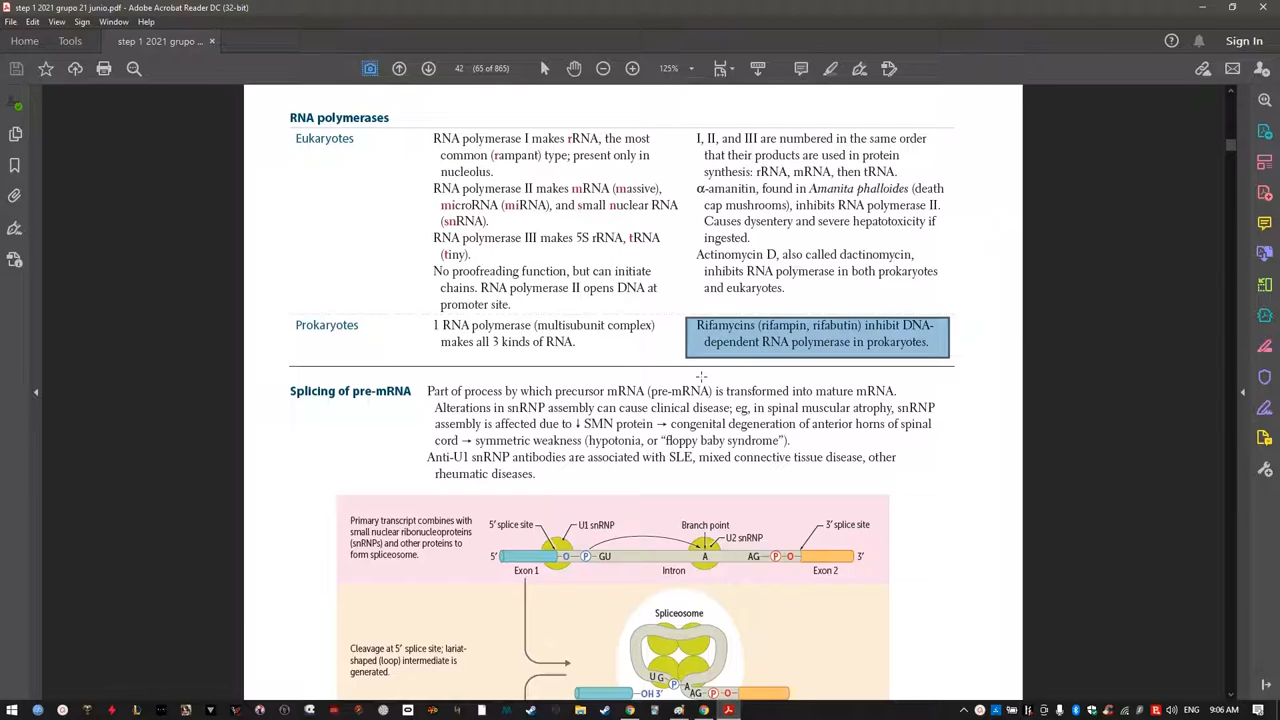 step 1 2021 grupo 21 junio.pdf - Adobe Acrobat Reader DC (32-bit)
File Edit View Sign Window Help
Home Tools step 1 2021 grupo ... × Sign In
42 (65 of 865) 125%
RNA polymerases
Eukaryotes
RNA polymerase I makes rRNA, the most
common (rampant) type; present only in
nucleolus.
RNA polymerase II makes mRNA (massive),
microRNA (miRNA), and small nuclear RNA
(snRNA).
RNA polymerase III makes 5S rRNA, tRNA
(tiny).
No proofreading function, but can initiate
chains. RNA polymerase II opens DNA at
promoter site.
I, II, and III are numbered in the same order
that their products are used in protein
synthesis: rRNA, mRNA, then tRNA.
α-amanitin, found in Amanita phalloides (death
cap mushrooms), inhibits RNA polymerase II.
Causes dysentery and severe hepatotoxicity if
ingested.
Actinomycin D, also called dactinomycin,
inhibits RNA polymerase in both prokaryotes
and eukaryotes.
Prokaryotes
1 RNA polymerase (multisubunit complex)
makes all 3 kinds of RNA.
Rifamycins (rifampin, rifabutin) inhibit DNA-
dependent RNA polymerase in prokaryotes.
Splicing of pre-mRNA
Part of process by which precursor mRNA (pre-mRNA) is transformed into mature mRNA.
Alterations in snRNP assembly can cause clinical disease; eg, in spinal muscular atrophy, snRNP
assembly is affected due to ↓ SMN protein → congenital degeneration of anterior horns of spinal
cord → symmetric weakness (hypotonia, or “floppy baby syndrome”).
Anti-U1 snRNP antibodies are associated with SLE, mixed connective tissue disease, other
rheumatic diseases.
Primary transcript combines with
small nuclear ribonucleoproteins
(snRNPs) and other proteins to
form spliceosome.
5′ splice site U1 snRNP Branch point 3′ splice site
U2 snRNP
5′ O P GU A AG P O 3′
Exon 1 Intron Exon 2
Spliceosome
Cleavage at 5′ splice site; lariat-
shaped (loop) intermediate is
generated.
U G P A
OH 3′ AG P O
ENG 9:06 AM